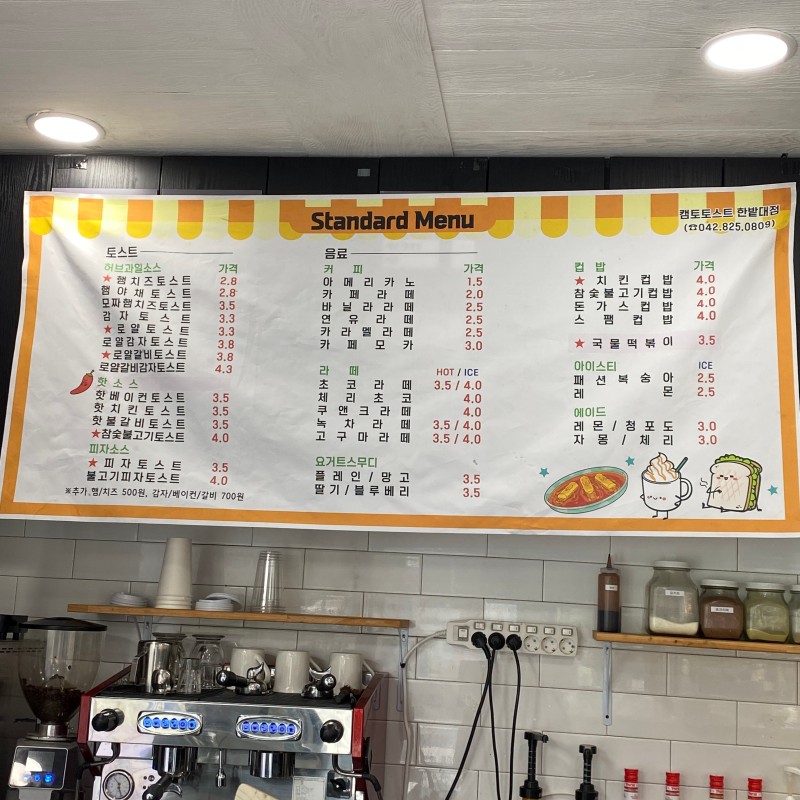 Standard Menu
캠토토스트 한밭대점
(☎042.825.0809)
토스트
허브과일소스 가격
★햄치즈토스트 2.8
햄야채토스트 2.8
모짜햄치즈토스트 3.5
감자토스트 3.3
★로얄토스트 3.3
로얄감자토스트 3.8
★로얄갈비토스트 3.8
로얄갈비감자토스트 4.3
핫소스
핫베이컨토스트 3.5
핫치킨토스트 3.5
핫불갈비토스트 3.5
★참숯불고기토스트 4.0
피자소스
★피자토스트 3.5
불고기피자토스트 4.0
※추가.햄/치즈 500원, 감자/베이컨/갈비 700원
음료
커피 가격
아메리카노 1.5
카페라떼 2.0
바닐라라떼 2.5
연유라떼 2.5
카라멜라떼 2.5
카페모카 3.0
라떼 HOT / ICE
초코라떼 3.5 / 4.0
체리초코 4.0
쿠앤크라떼 4.0
녹차라떼 3.5 / 4.0
고구마라떼 3.5 / 4.0
요거트스무디
플레인/망고 3.5
딸기/블루베리 3.5
컵밥 가격
★치킨컵밥 4.0
참숯불고기컵밥 4.0
돈가스컵밥 4.0
스팸컵밥 4.0
★국물떡볶이 3.5
아이스티 ICE
패션복숭아 2.5
레몬 2.5
에이드
레몬/청포도 3.0
자몽/체리 3.0